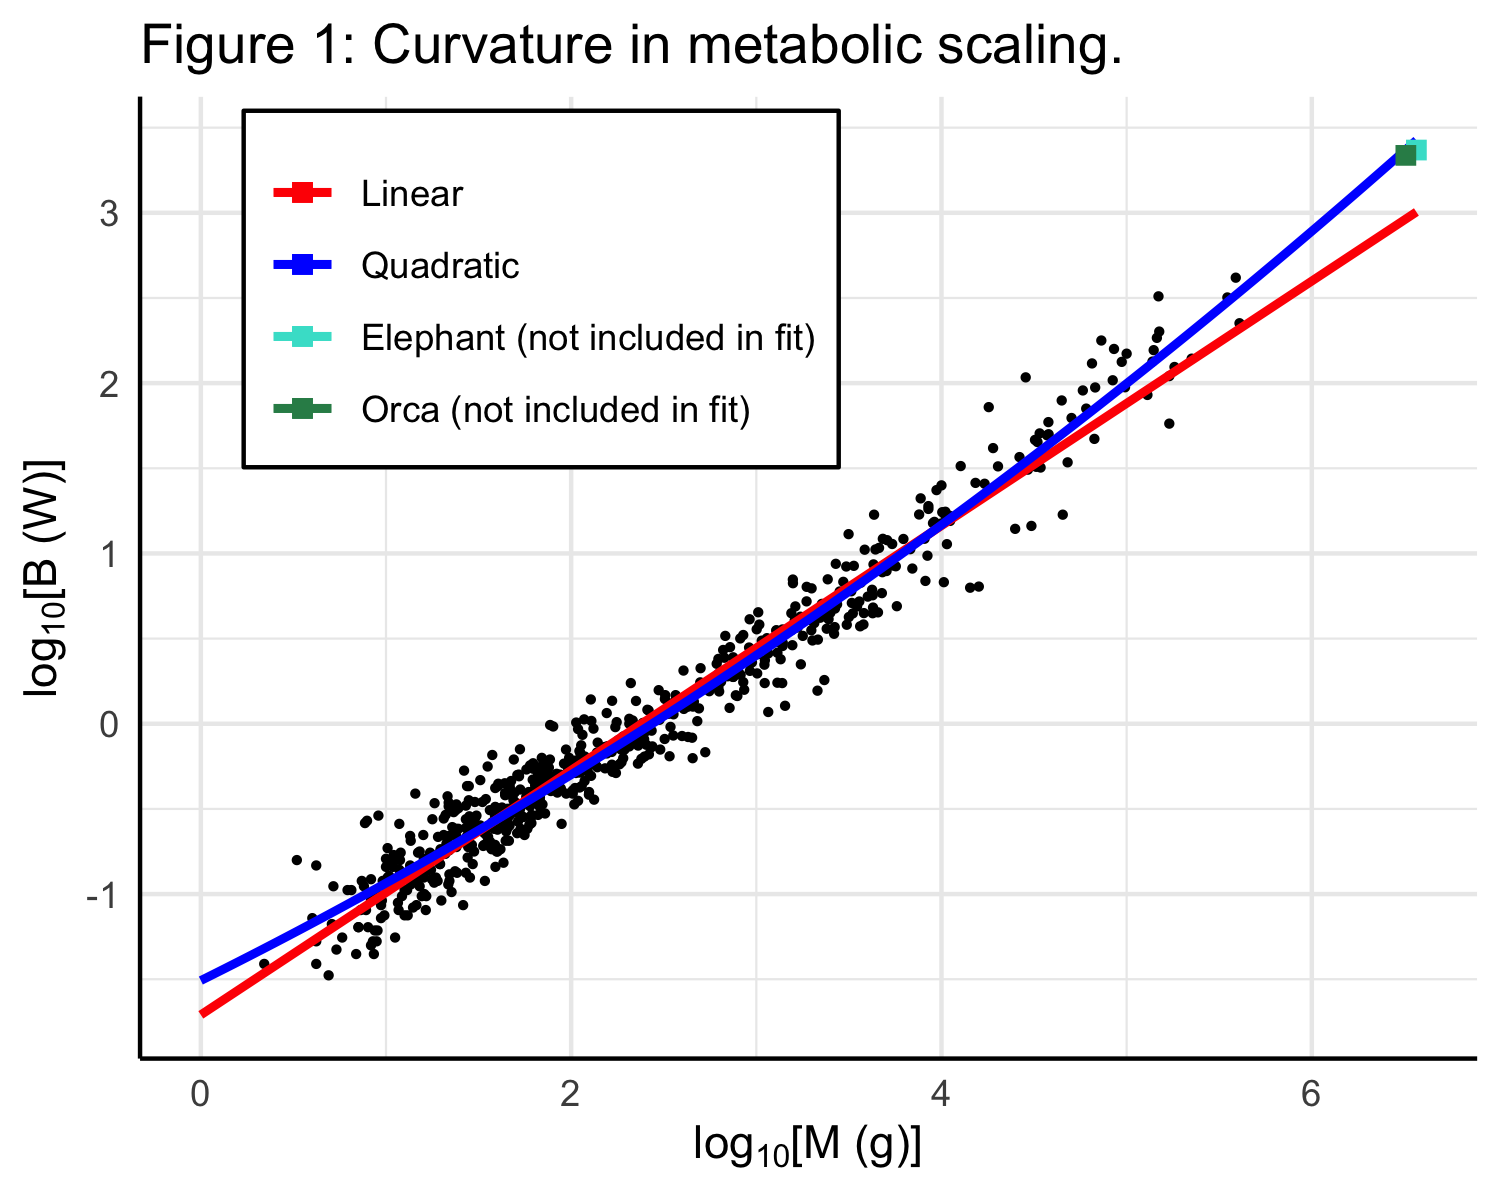 Figure 1: Curvature in metabolic scaling.
Linear
Quadratic
Elephant (not included in fit)
Orca (not included in fit)
3
2
1
0
-1
log₁₀[B (W)]
0 2 4 6
log₁₀[M (g)]